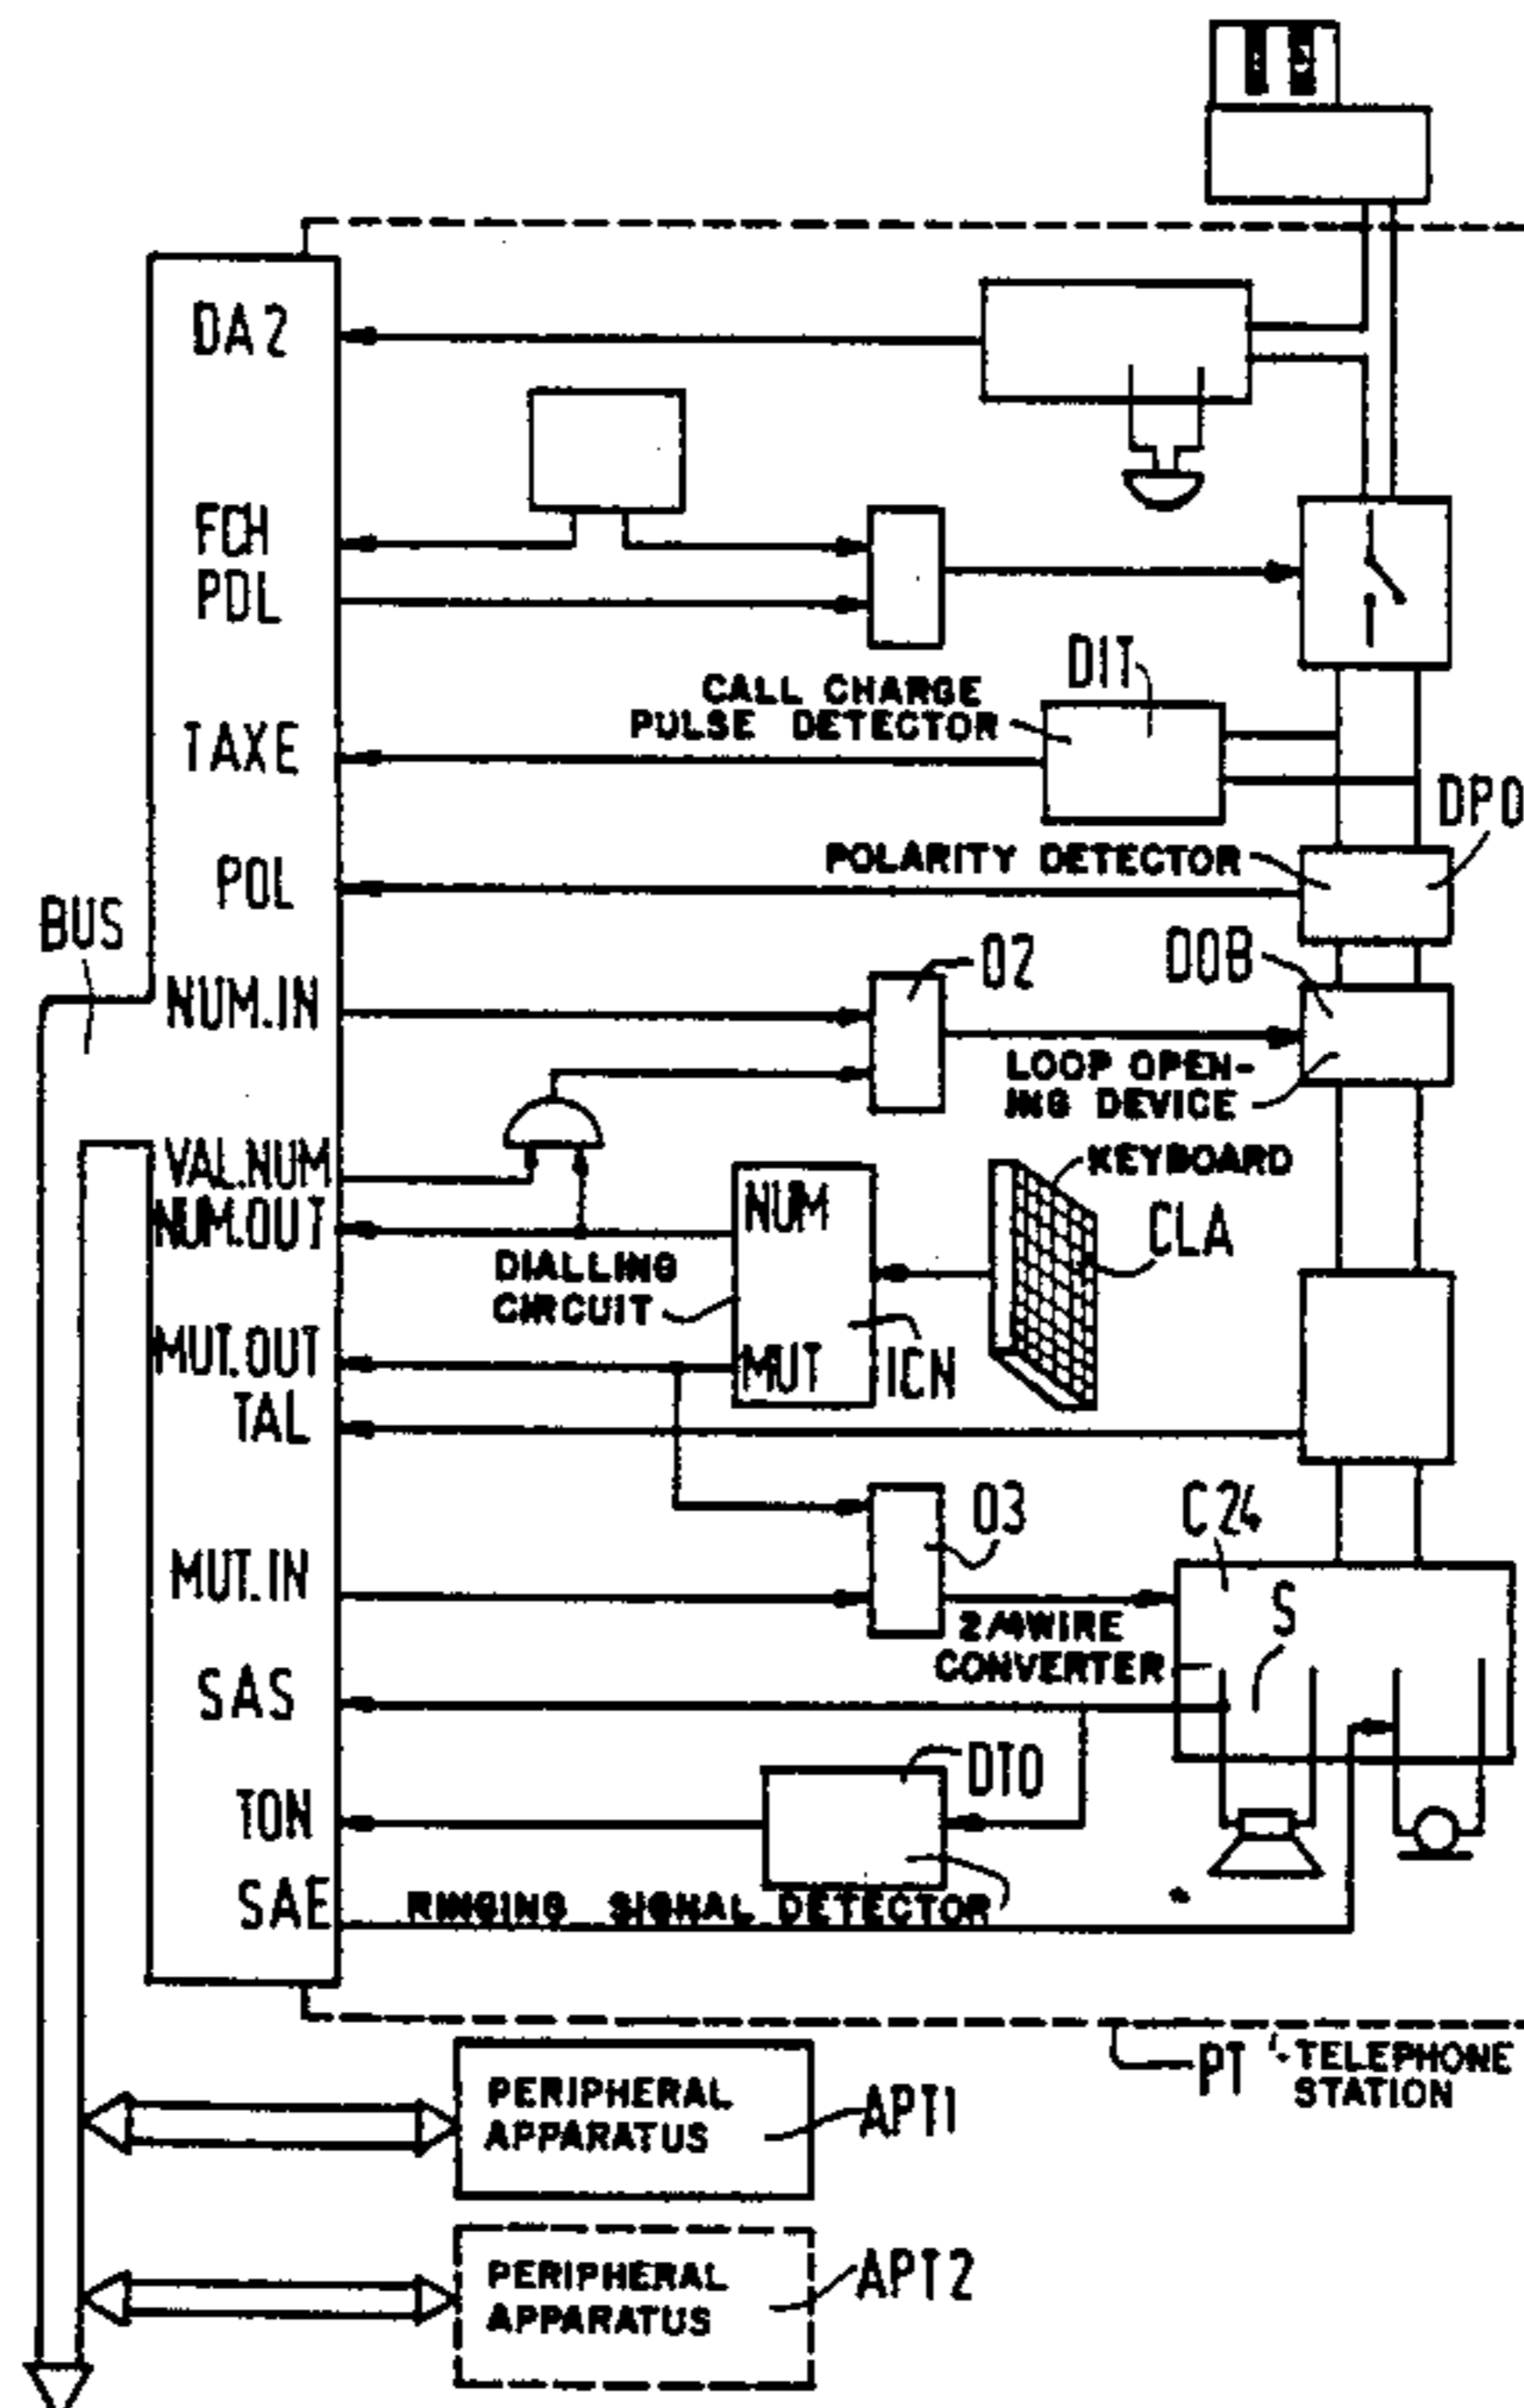 DA2
FCH
PDL
DIT
CALL CHARGE
PULSE DETECTOR
TAXE
DPO
POLARITY DETECTOR
POL
BUS
O2
DOB
NUM.IN
LOOP OPEN-
ING DEVICE
KEYBOARD
VAL.NUM
NUM
CLA
NUM.OUT
DIALLING
CIRCUIT
MUT.OUT
MUT
ICN
TAL
O3
C24
MUT.IN
S
2/4WIRE
CONVERTER
SAS
DTO
TON
SAE
RINGING SIGNAL DETECTOR
PT
TELEPHONE
STATION
PERIPHERAL
APPARATUS
APT1
PERIPHERAL
APPARATUS
APT2